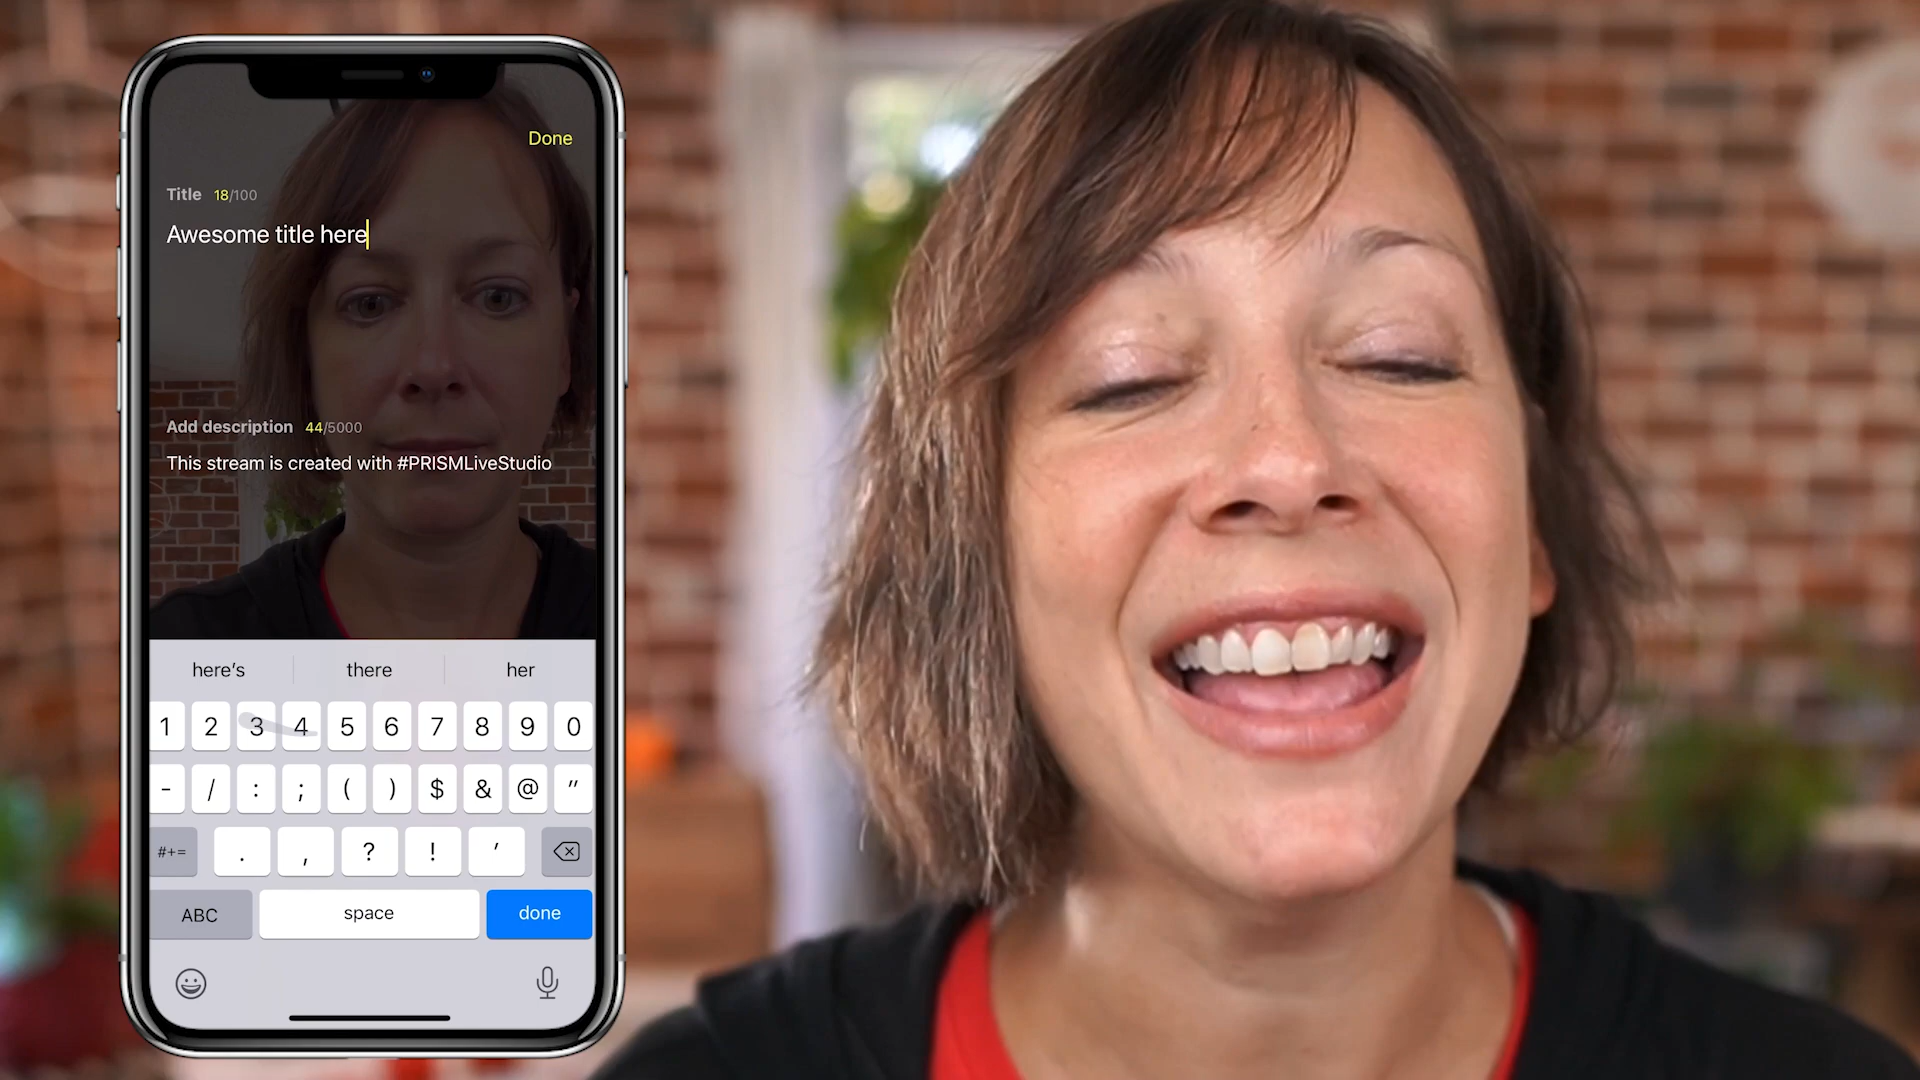 Done
Title 18/100
Awesome title here
Add description 44/5000
This stream is created with #PRISMLiveStudio
here's there her
1 2 3 4 5 6 7 8 9 0
- / : ; ( ) $ & @ "
#+= . , ? ! '
ABC space done